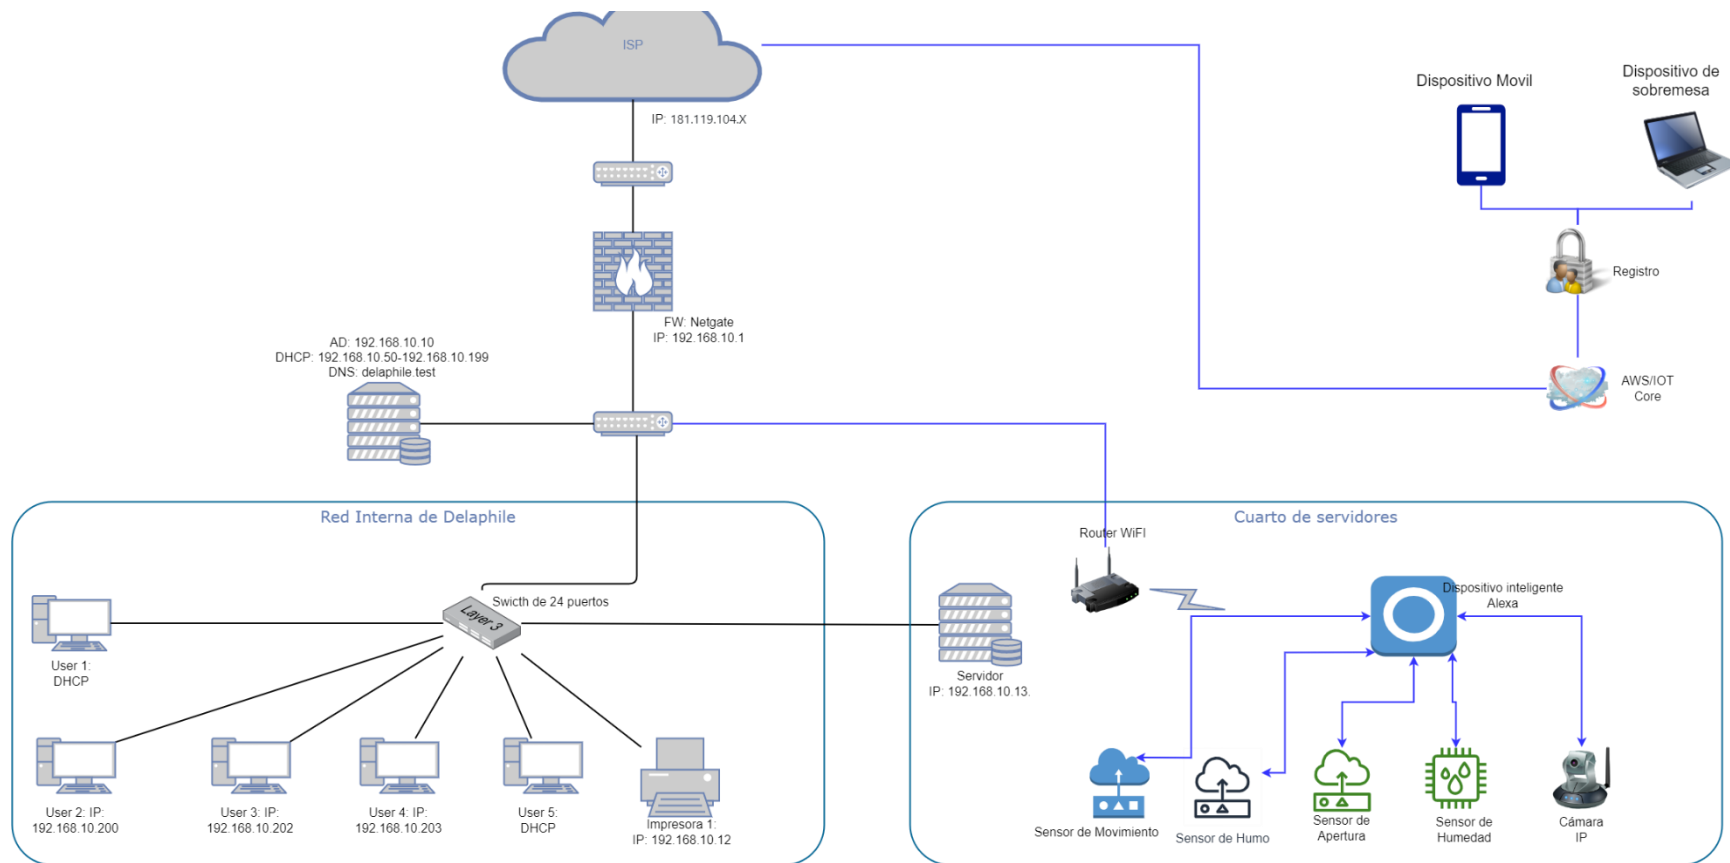 ISP
IP: 181.119.104.X
Dispositivo Movil
Dispositivo de
sobremesa
Registro
AWS/IOT
Core
FW: Netgate
IP: 192.168.10.1
AD: 192.168.10.10
DHCP: 192.168.10.50-192.168.10.199
DNS: delaphile.test
Red Interna de Delaphile
Swicth de 24 puertos
Layer 3
User 1:
DHCP
User 2: IP:
192.168.10.200
User 3: IP:
192.168.10.202
User 4: IP:
192.168.10.203
User 5:
DHCP
Impresora 1:
IP: 192.168.10.12
Cuarto de servidores
Router WiFI
Servidor
IP: 192.168.10.13.
Dispositivo inteligente
Alexa
Sensor de Movimiento
Sensor de Humo
Sensor de
Apertura
Sensor de
Humedad
Cámara
IP